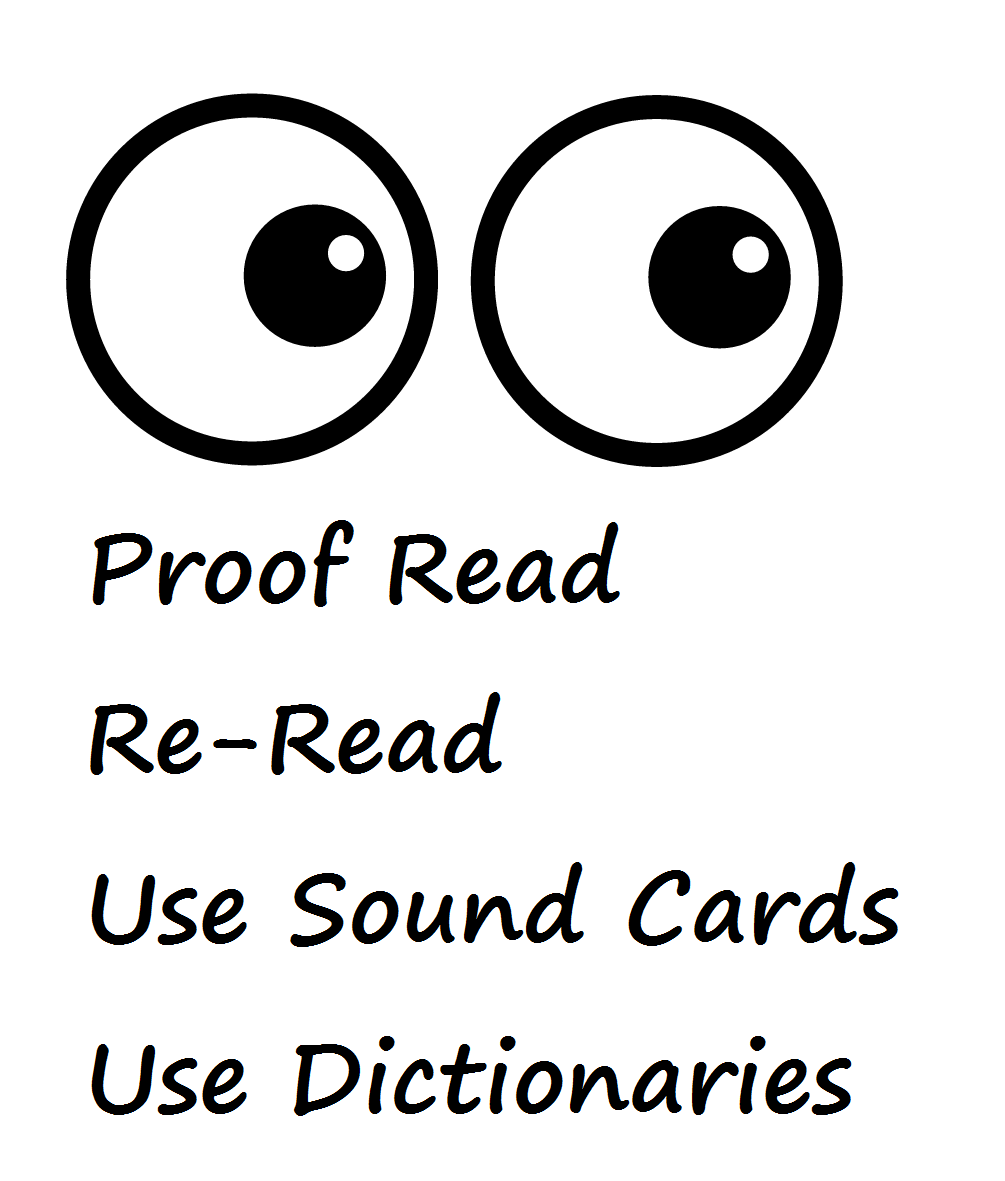 Proof Read
Re-Read
Use Sound Cards
Use Dictionaries